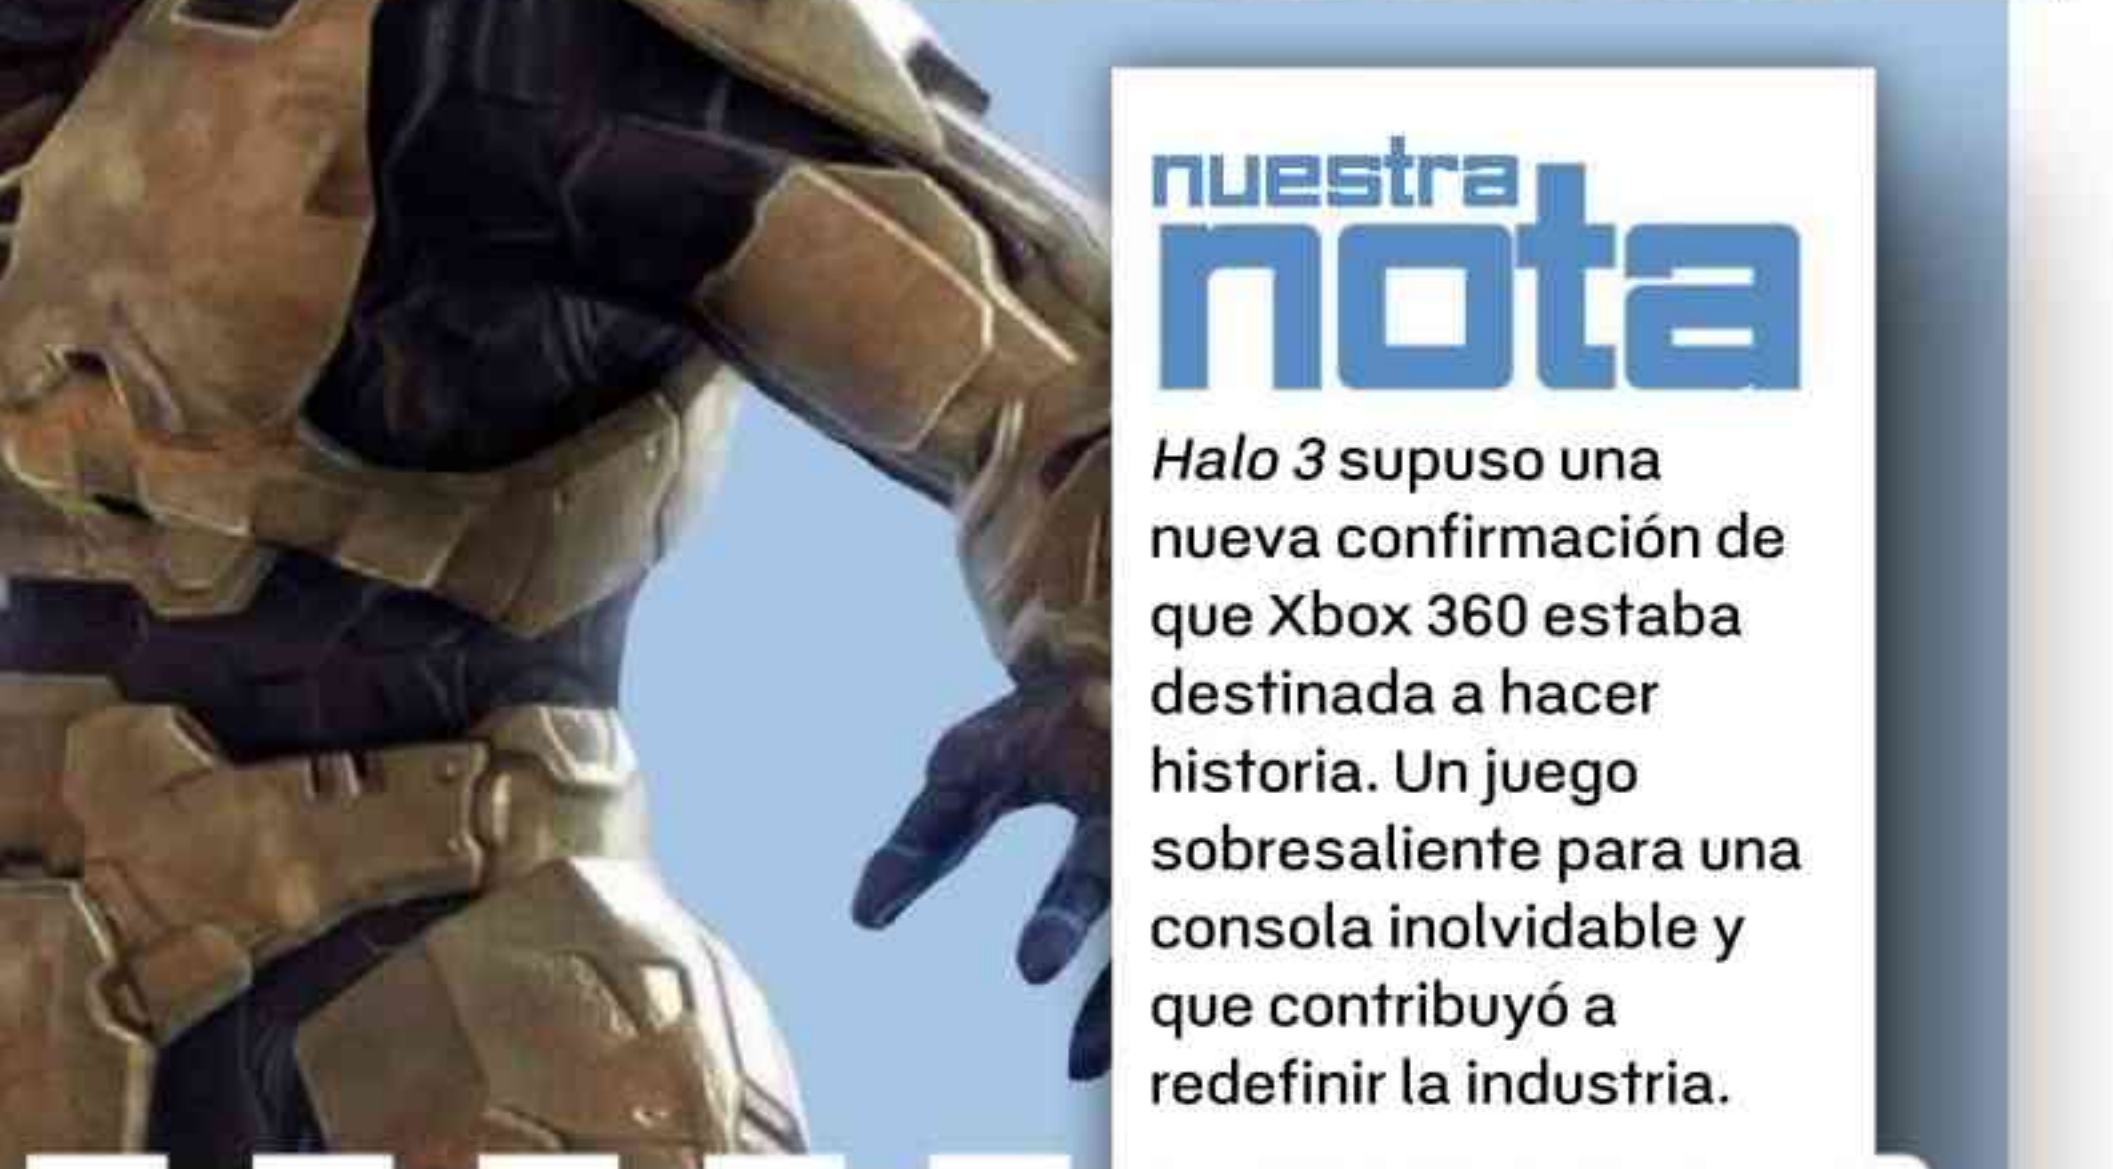 nuestra
nota
Halo 3 supuso una
nueva confirmación de
que Xbox 360 estaba
destinada a hacer
historia. Un juego
sobresaliente para una
consola inolvidable y
que contribuyó a
redefinir la industria.